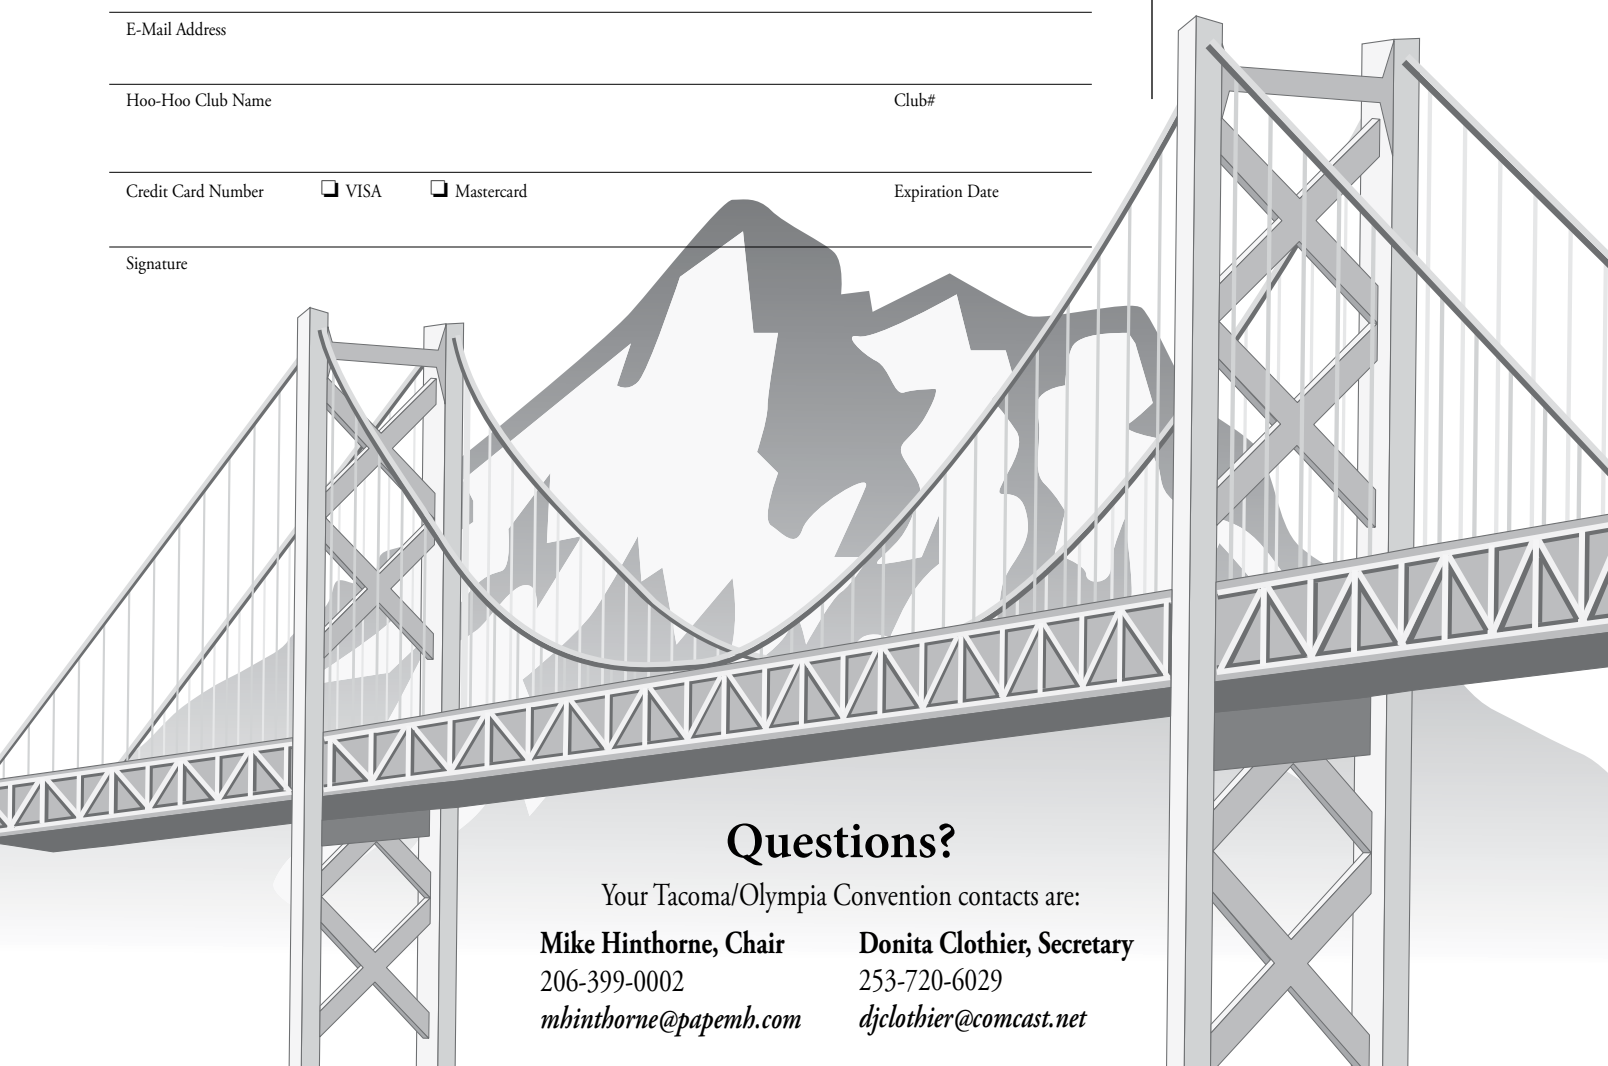 E-Mail Address
Hoo-Hoo Club Name Club#
Credit Card Number ❏ VISA ❏ Mastercard Expiration Date
Signature
Questions?
Your Tacoma/Olympia Convention contacts are:
Mike Hinthorne, Chair
206-399-0002
mhinthorne@papemh.com
Donita Clothier, Secretary
253-720-6029
djclothier@comcast.net